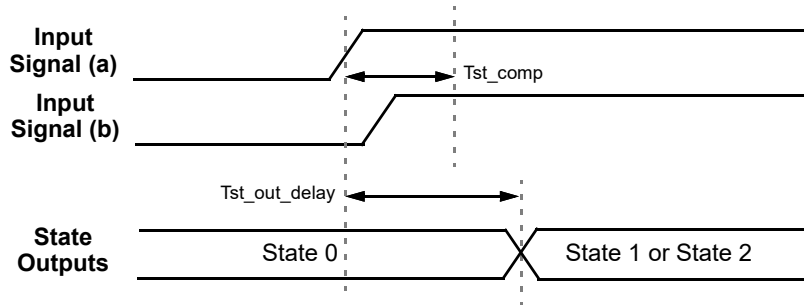 Input
Signal (a)
Tst_comp
Input
Signal (b)
Tst_out_delay
State
Outputs
State 0
State 1 or State 2